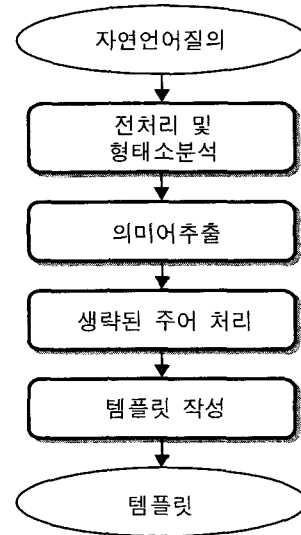 자연언어질의
전처리 및
형태소분석
의미어추출
생략된 주어 처리
템플릿 작성
템플릿